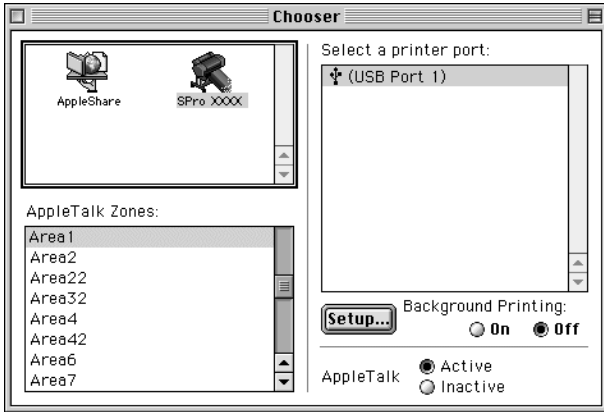 Chooser
AppleShare
SPro XXXX
AppleTalk Zones:
Area1
Area2
Area22
Area32
Area4
Area42
Area6
Area7
Select a printer port:
(USB Port 1)
Setup...
Background Printing:
On Off
AppleTalk
Active
Inactive